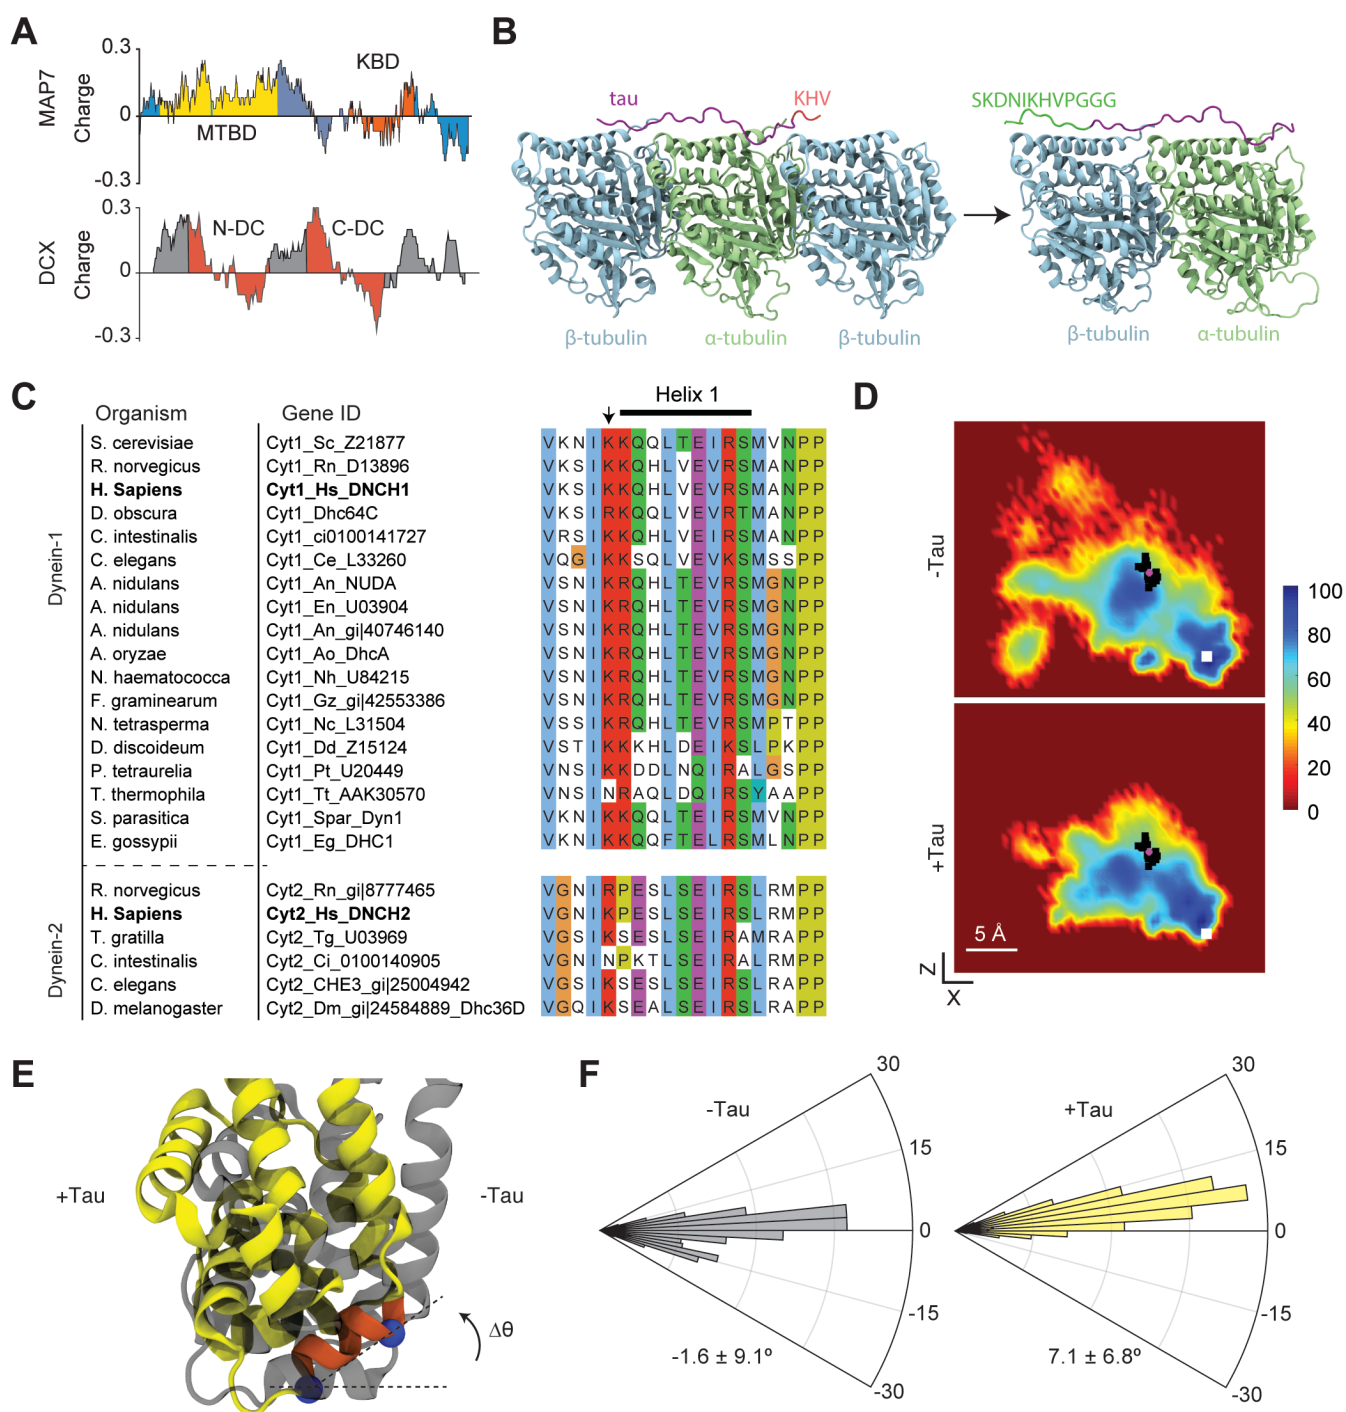 A
MAP7
Charge
0.3
0
-0.3
MTBD
KBD
DCX
Charge
0.3
0
-0.3
N-DC
C-DC
B
tau
KHV
SKDNIKHVPGGG
β-tubulin
α-tubulin
β-tubulin
β-tubulin
α-tubulin
C
Organism Gene ID Helix 1
Dynein-1
S. cerevisiae Cyt1_Sc_Z21877 VKNIKKQQLTEIRSMVNPP
R. norvegicus Cyt1_Rn_D13896 VKSIKKQHLVEVRSMANPP
H. Sapiens Cyt1_Hs_DNCH1 VKSIKKQHLVEVRSMANPP
D. obscura Cyt1_Dhc64C VKSIRKQHLVEVRTMANPP
C. intestinalis Cyt1_ci0100141727 VRSIKKQHLVEVRSMANPP
C. elegans Cyt1_Ce_L33260 VQGIKKSQLVEVKSMSSPP
A. nidulans Cyt1_An_NUDA VSNIKRQHLTEVRSMGNPP
A. nidulans Cyt1_En_U03904 VSNIKRQHLTEVRSMGNPP
A. nidulans Cyt1_An_gi|40746140 VSNIKRQHLTEVRSMGNPP
A. oryzae Cyt1_Ao_DhcA VSNIKRQHLTEVRSMGNPP
N. haematococca Cyt1_Nh_U84215 VSNIKRQHLTEVRSMGNPP
F. graminearum Cyt1_Gz_gi|42553386 VSNIKRQHLTEVRSMGNPP
N. tetrasperma Cyt1_Nc_L31504 VSSIKRQHLTEVRSMPTPP
D. discoideum Cyt1_Dd_Z15124 VSTIKKKHLDEIKSLPKPP
P. tetraurelia Cyt1_Pt_U20449 VNSIKKDDLNQIRALGSPP
T. thermophila Cyt1_Tt_AAK30570 VNSINRAQLDQIRSYAAPP
S. parasitica Cyt1_Spar_Dyn1 VKNIKKQQLTEIRSMVNPP
E. gossypii Cyt1_Eg_DHC1 VKNIKKQQFTELRSMLNPP
Dynein-2
R. norvegicus Cyt2_Rn_gi|8777465 VGNIRPESLSEIRSLRMPP
H. Sapiens Cyt2_Hs_DNCH2 VGNIKPESLSEIRSLRMPP
T. gratilla Cyt2_Tg_U03969 VGSIKSESLSEIRAMRAPP
C. intestinalis Cyt2_Ci_0100140905 VGNINPKTLSEIRALRMPP
C. elegans Cyt2_CHE3_gi|25004942 VGSIKSESLSEIRSLRAPP
D. melanogaster Cyt2_Dm_gi|24584889_Dhc36D VGQIKSEALSEIRSLRAPP
D
-Tau
+Tau
5 Å
Z
X
100
80
60
40
20
0
E
+Tau
-Tau
Δθ
F
-Tau
30
15
0
-15
-30
-1.6 ± 9.1º
+Tau
30
15
0
-15
-30
7.1 ± 6.8º